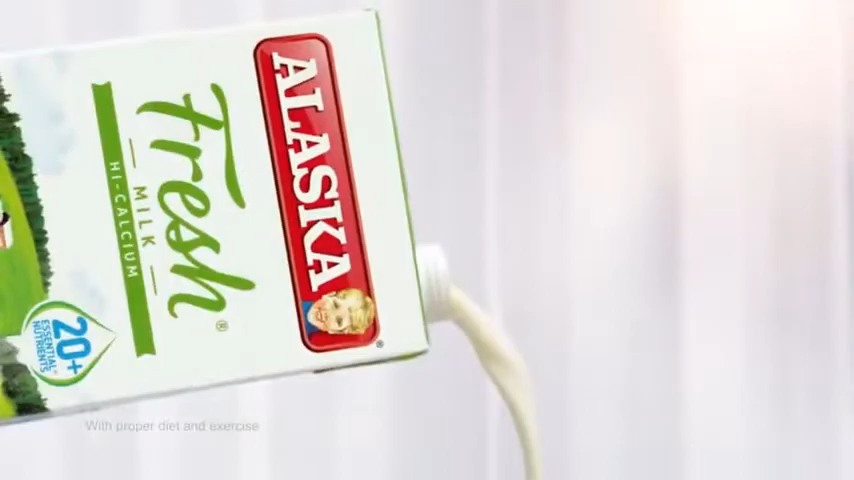 ALASKA
®
Fresh®
MILK
HI-CALCIUM
20+
ESSENTIAL
NUTRIENTS
With proper diet and exercise